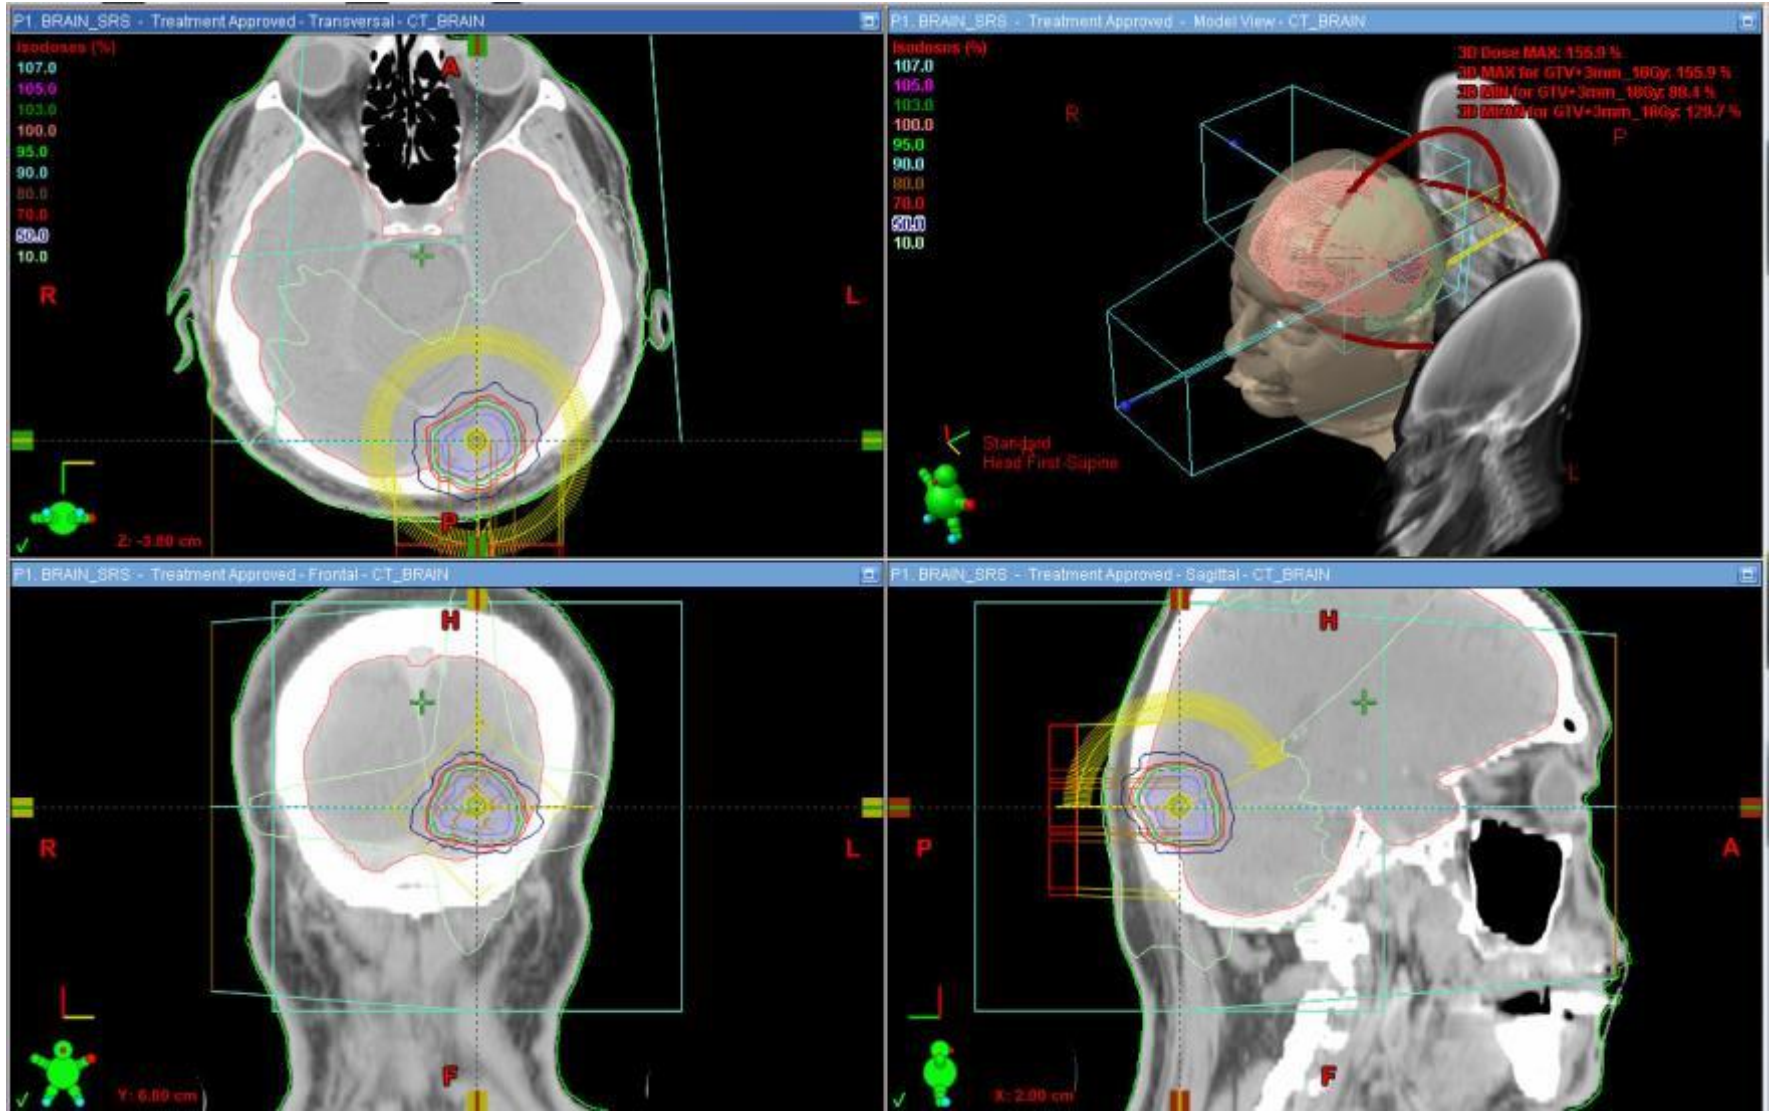 P1. BRAIN_SRS - Treatment Approved - Transversal - CT_BRAIN
Isodoses (%)
107.0
105.0
103.0
100.0
95.0
90.0
80.0
70.0
50.0
10.0
A
R
L
P
Z: -3.80 cm
P1. BRAIN_SRS - Treatment Approved - Model View - CT_BRAIN
Isodoses (%)
107.0
105.0
103.0
100.0
95.0
90.0
80.0
70.0
50.0
10.0
3D Dose MAX: 155.9 %
3D MAX for GTV+3mm_18Gy: 155.9 %
3D MIN for GTV+3mm_18Gy:
3D MEAN for GTV+3mm_18Gy: 129.7 %
R
P
L
Standard
Head First-Supine
P1. BRAIN_SRS - Treatment Approved - Frontal - CT_BRAIN
H
R
L
F
Y: 6.00 cm
P1. BRAIN_SRS - Treatment Approved - Sagittal - CT_BRAIN
H
P
A
F
X: 2.00 cm